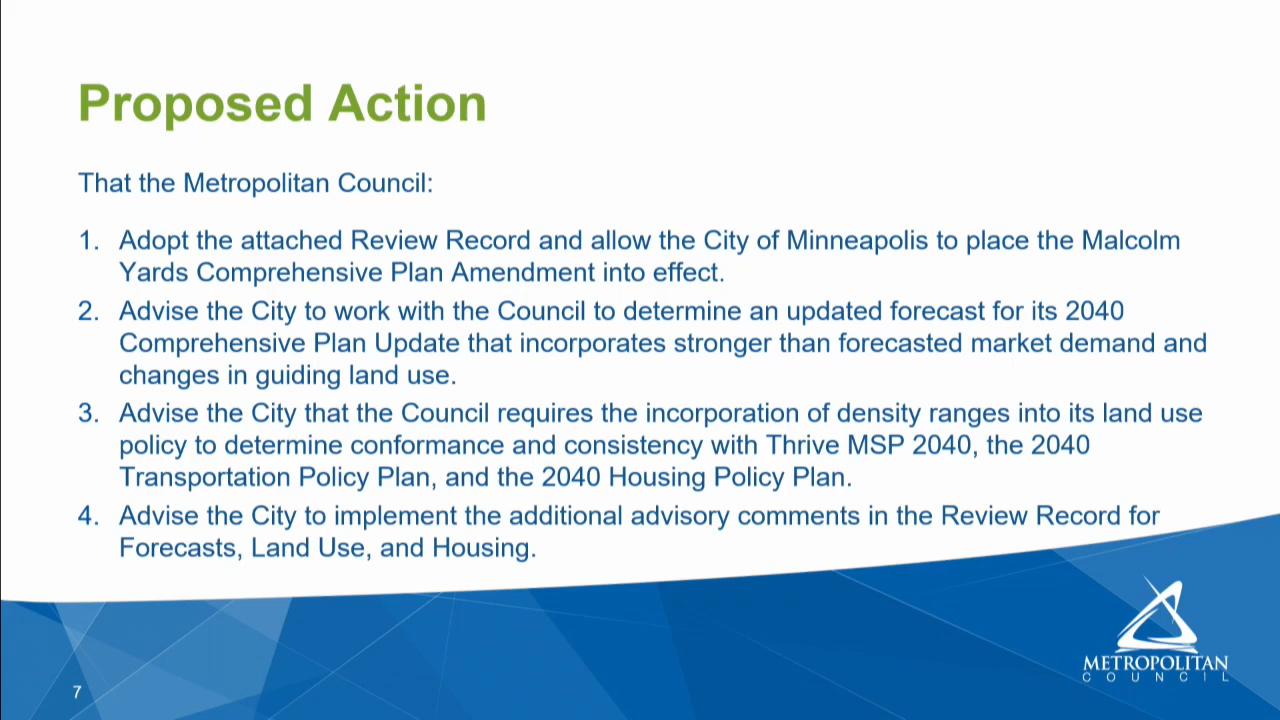 Proposed Action
That the Metropolitan Council:
1. Adopt the attached Review Record and allow the City of Minneapolis to place the Malcolm
Yards Comprehensive Plan Amendment into effect.
2. Advise the City to work with the Council to determine an updated forecast for its 2040
Comprehensive Plan Update that incorporates stronger than forecasted market demand and
changes in guiding land use.
3. Advise the City that the Council requires the incorporation of density ranges into its land use
policy to determine conformance and consistency with Thrive MSP 2040, the 2040
Transportation Policy Plan, and the 2040 Housing Policy Plan.
4. Advise the City to implement the additional advisory comments in the Review Record for
Forecasts, Land Use, and Housing.
METROPOLITAN
COUNCIL
7